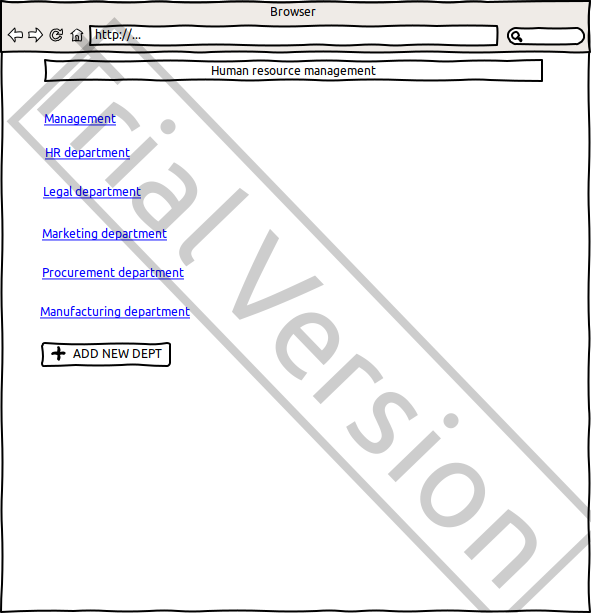 Browser
http://...
Human resource management
Management
HR department
Legal department
Marketing department
Procurement department
Manufacturing department
ADD NEW DEPT
Trial Version